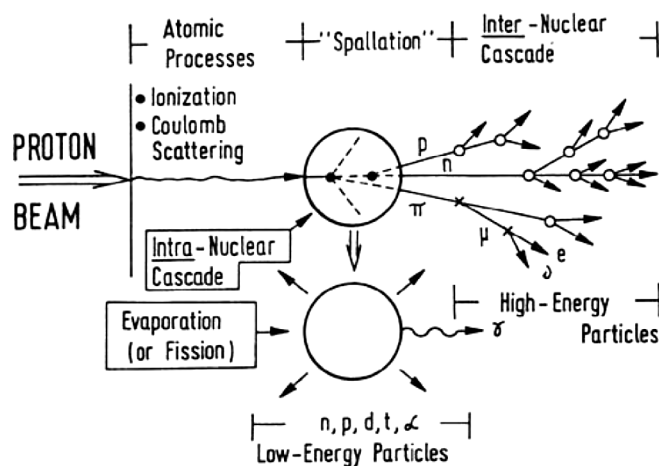 Atomic
Processes
"Spallation"
Inter-Nuclear
Cascade
• Ionization
• Coulomb
Scattering
PROTON
BEAM
p
n
π
μ
υ
e
Intra-Nuclear
Cascade
Evaporation
(or Fission)
γ
High-Energy
Particles
n, p, d, t, α
Low-Energy Particles